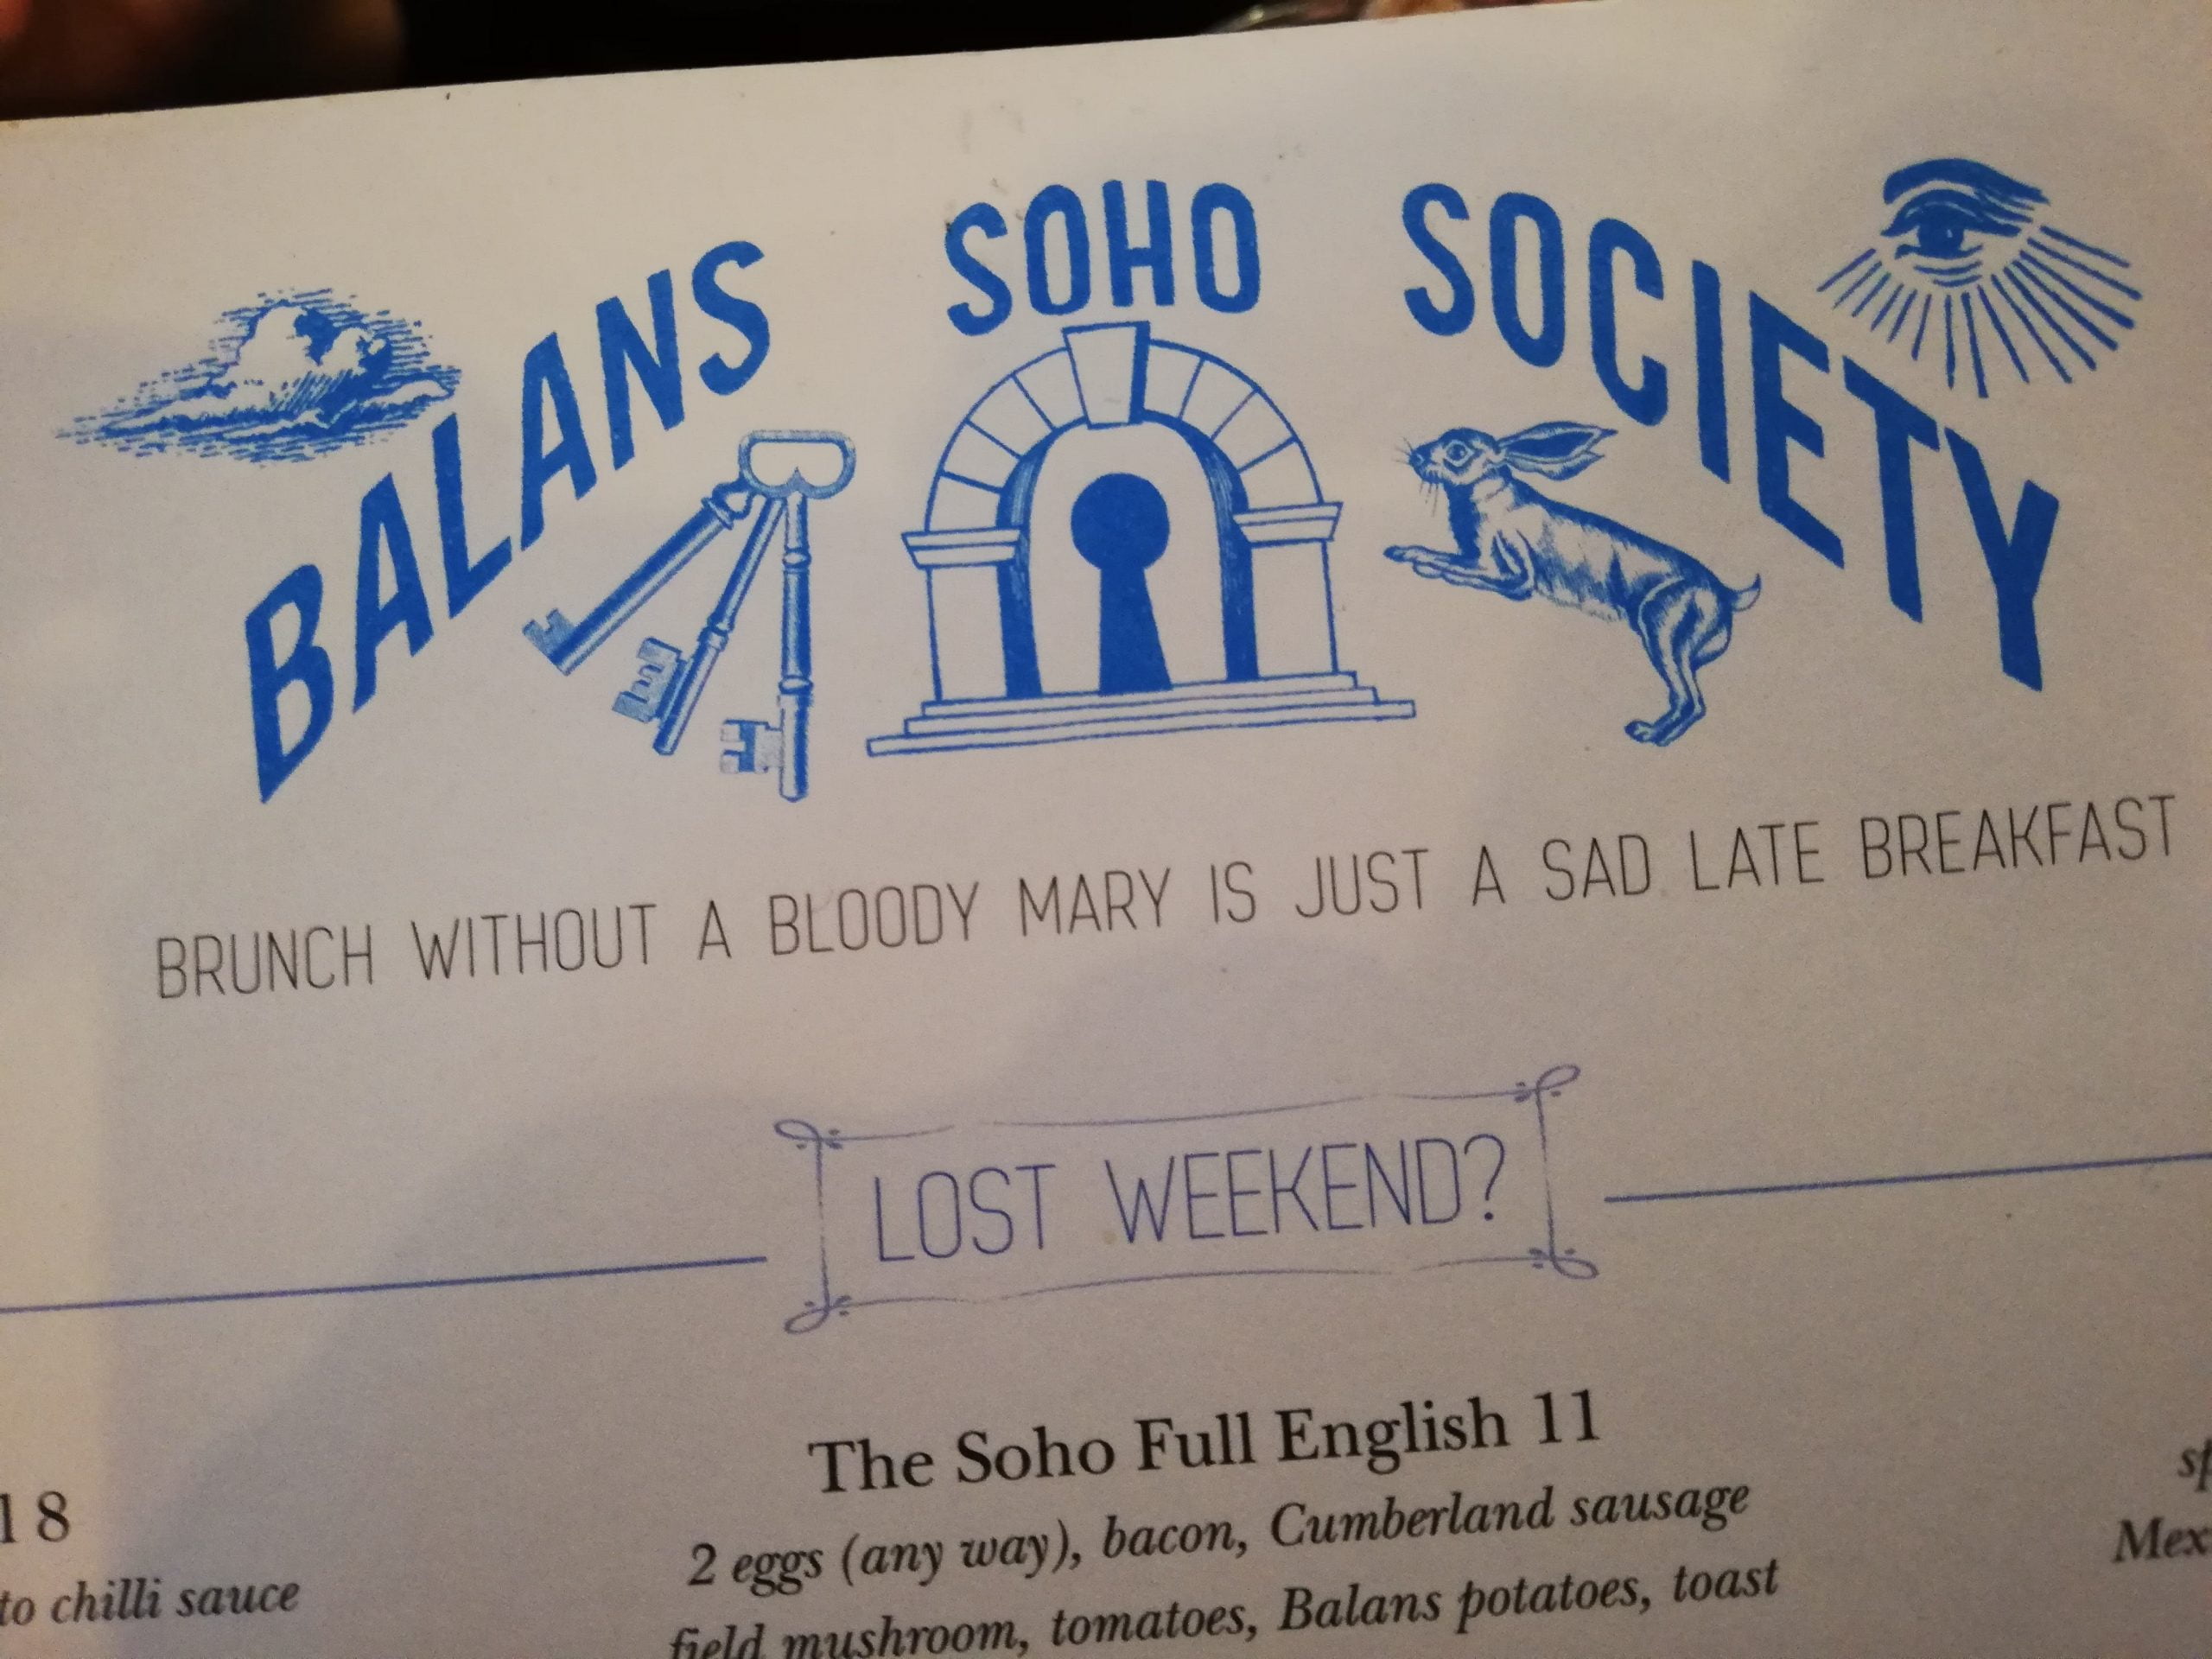 BALANS SOHO SOCIETY
BRUNCH WITHOUT A BLOODY MARY IS JUST A SAD LATE BREAKFAST
LOST WEEKEND?
The Soho Full English 11
2 eggs (any way), bacon, Cumberland sausage
field mushroom, tomatoes, Balans potatoes, toast
18
to chilli sauce